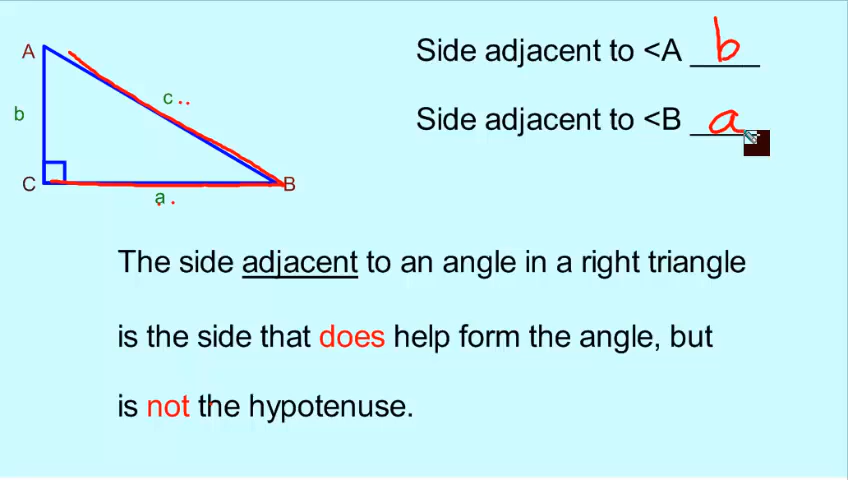 A
Side adjacent to <A b
c
b
Side adjacent to <B a
C
B
a
The side adjacent to an angle in a right triangle
is the side that does help form the angle, but
is not the hypotenuse.